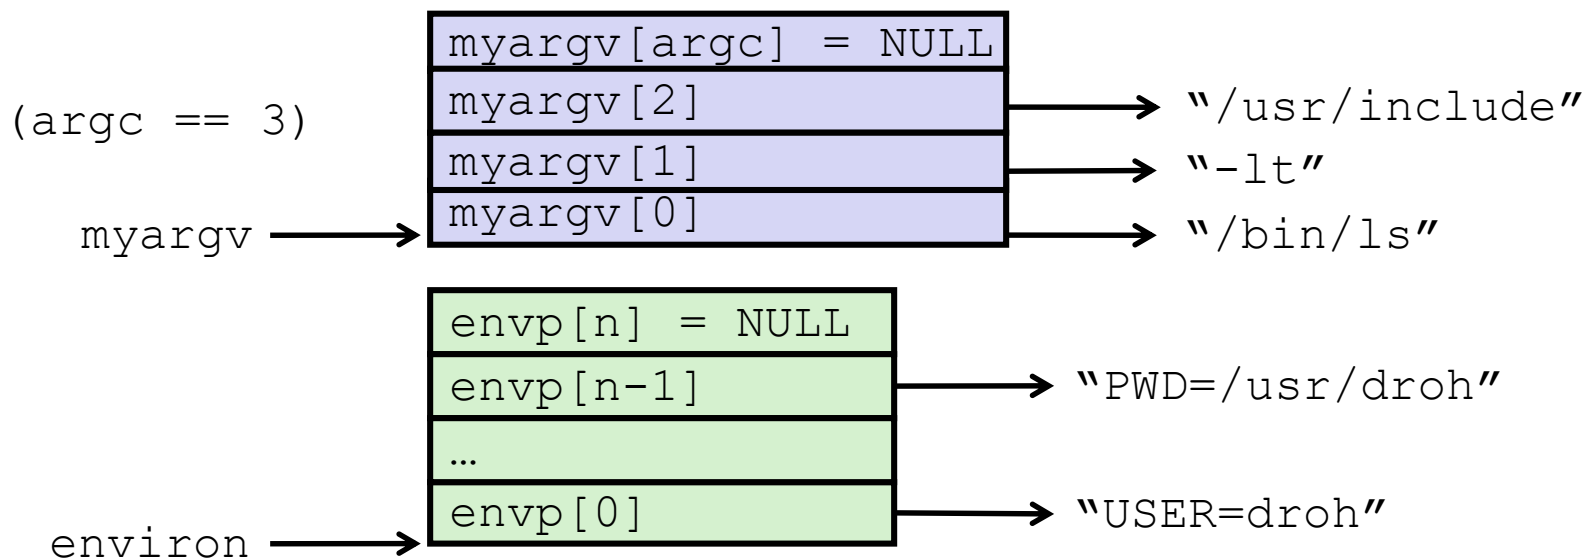 myargv[argc] = NULL
(argc == 3)
myargv[2]
“/usr/include”
myargv[1]
“-lt”
myargv
myargv[0]
“/bin/ls”
envp[n] = NULL
envp[n-1]
“PWD=/usr/droh”
…
environ
envp[0]
“USER=droh”